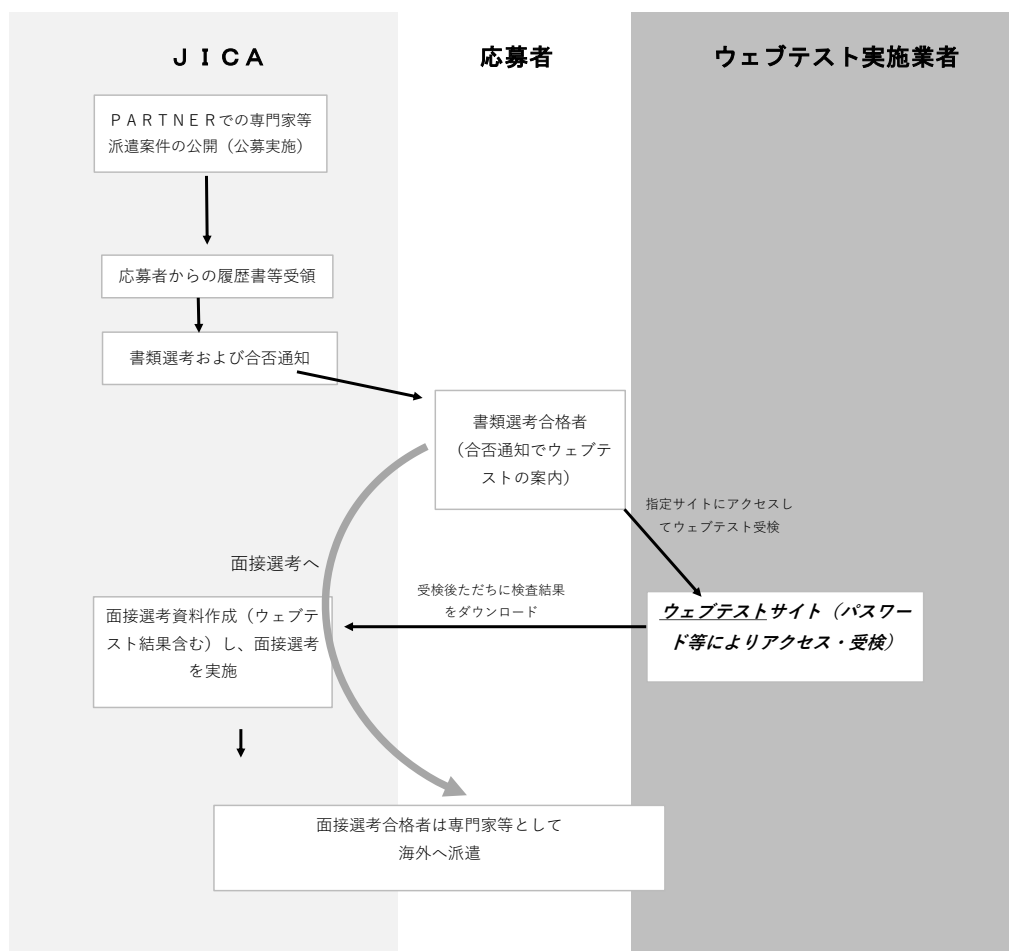 ＪＩＣＡ
応募者
ウェブテスト実施業者
ＰＡＲＴＮＥＲでの専門家等
派遣案件の公開（公募実施）
応募者からの履歴書等受領
書類選考および合否通知
書類選考合格者
（合否通知でウェブテ
ストの案内）
指定サイトにアクセスし
てウェブテスト受検
面接選考へ
受検後ただちに検査結果
をダウンロード
ウェブテストサイト（パスワー
ド等によりアクセス・受検）
面接選考資料作成（ウェブテ
スト結果含む）し、面接選考
を実施
面接選考合格者は専門家等として
海外へ派遣